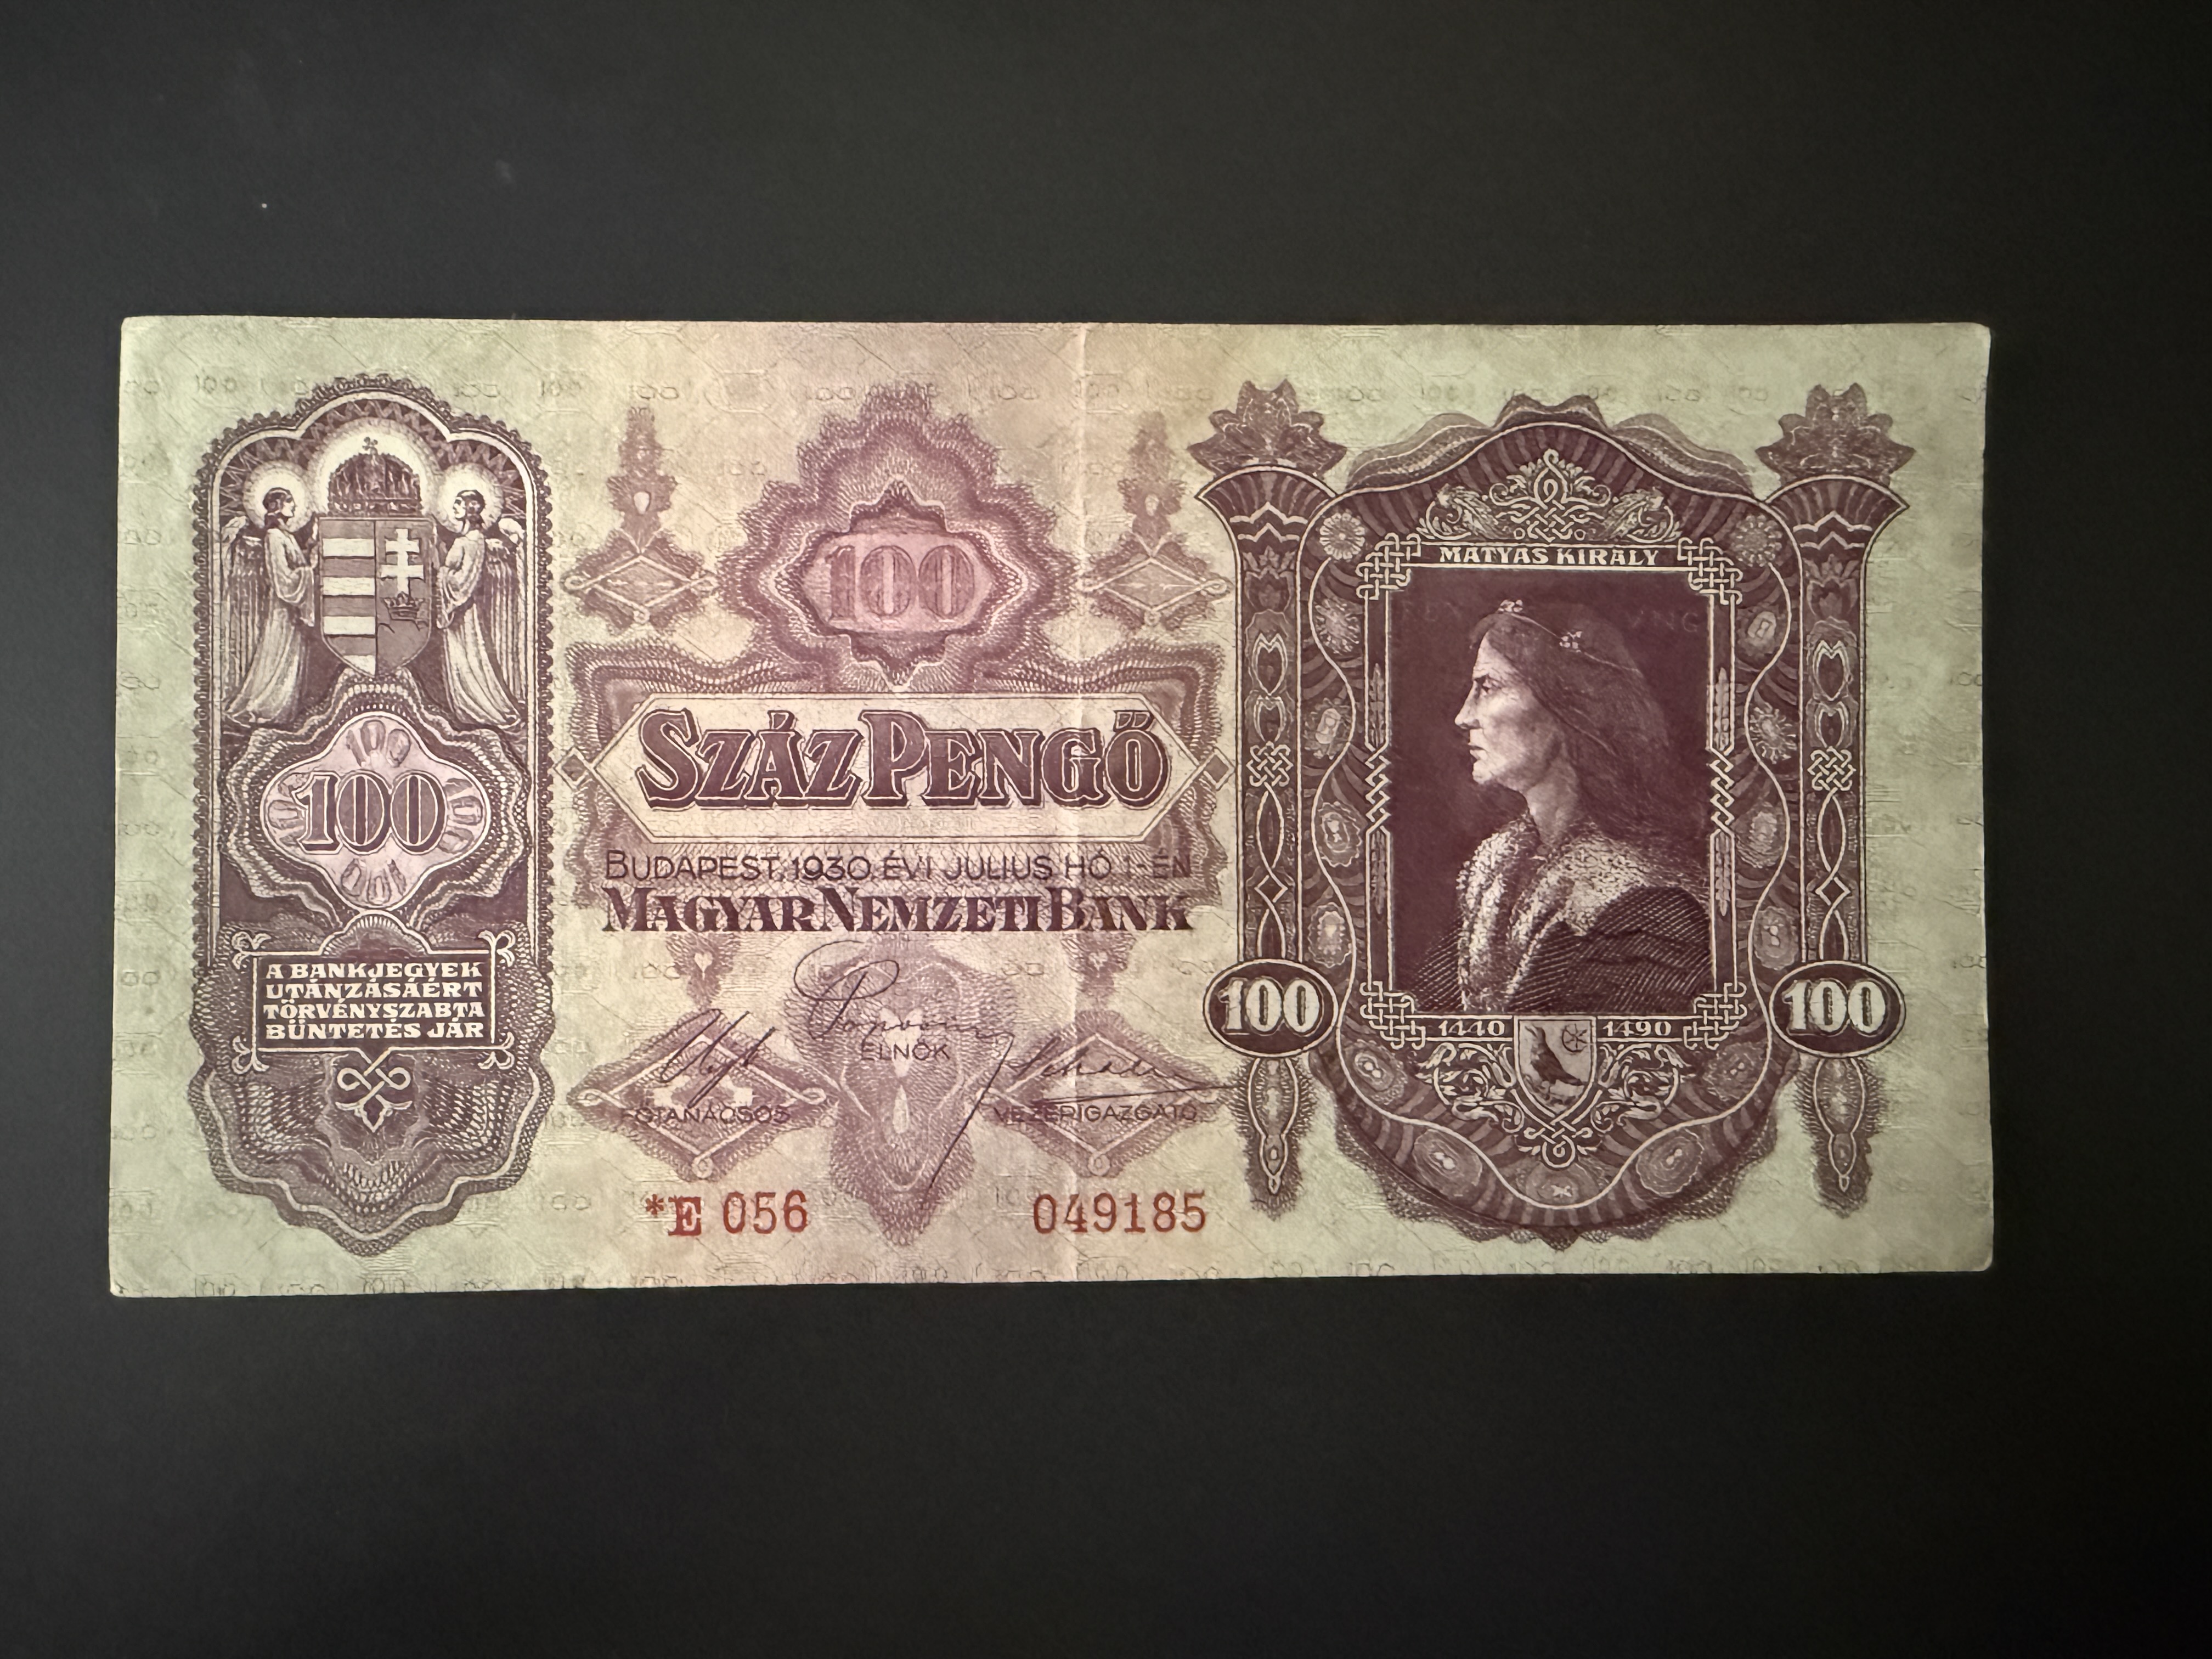 100
100
A BANKJEGYEK
UTÁNZÁSÁÉRT
TÖRVÉNYSZABTA
BÜNTETÉS JÁR
100
SZÁZ PENGŐ
BUDAPEST, 1930. ÉVI JULIUS HÓ 1-ÉN
MAGYAR NEMZETI BANK
ELNÖK
FŐTANÁCSOS
VEZÉRIGAZGATÓ
*E 056
049185
MÁTYÁS KIRÁLY
1440
1490
100
100